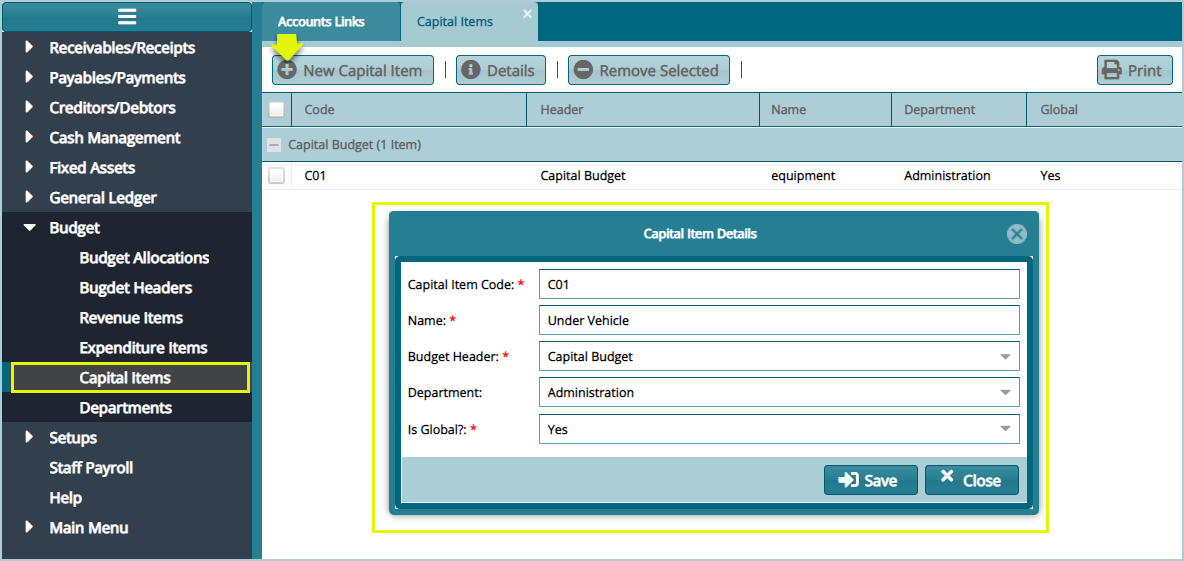 Accounts Links
Capital Items
Receivables/Receipts
Payables/Payments
Creditors/Debtors
Cash Management
Fixed Assets
General Ledger
Budget
Budget Allocations
Bugdet Headers
Revenue Items
Expenditure Items
Capital Items
Departments
Setups
Staff Payroll
Help
Main Menu
New Capital Item | Details | Remove Selected | Print
Code Header Name Department Global
Capital Budget (1 Item)
C01 Capital Budget equipment Administration Yes
Capital Item Details
Capital Item Code: * C01
Name: * Under Vehicle
Budget Header: * Capital Budget
Department: Administration
Is Global?: * Yes
Save Close